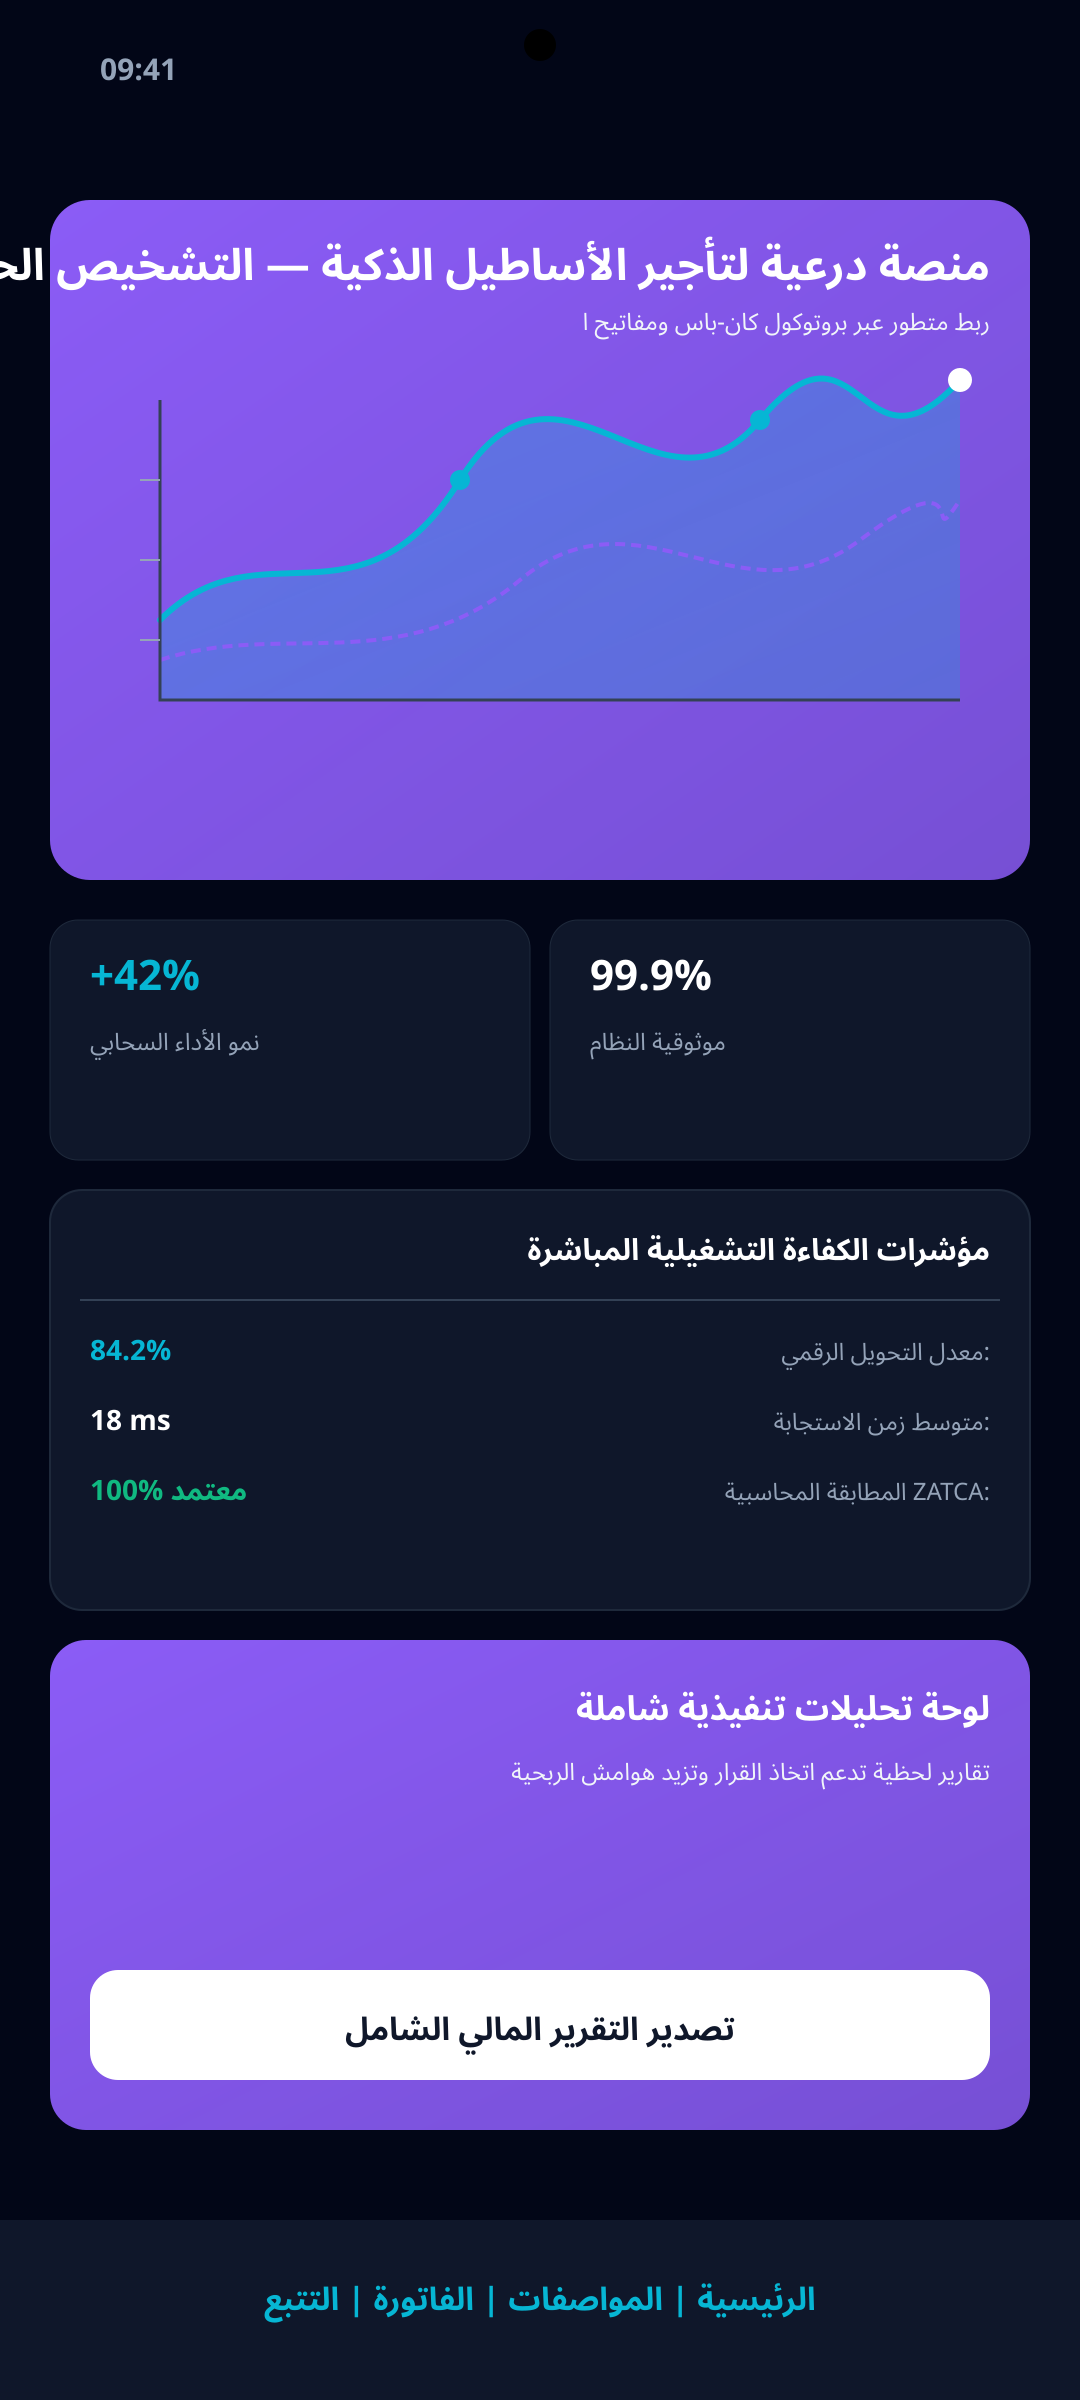 09:41
منصة درعية لتأجير الأساطيل الذكية — التشخيص
ربط متطور عبر بروتوكول كان-باس ومفاتيح ا
99.9%
موثوقية النظام
+42%
نمو الأداء السحابي
مؤشرات الكفاءة التشغيلية المباشرة
معدل التحويل الرقمي: 84.2%
متوسط زمن الاستجابة: 18 ms
المطابقة المحاسبية ZATCA: 100% معتمد
لوحة تحليلات تنفيذية شاملة
تقارير لحظية تدعم اتخاذ القرار وتزيد هوامش الربحية
تصدير التقرير المالي الشامل
الرئيسية | المواصفات | الفاتورة | التتبع